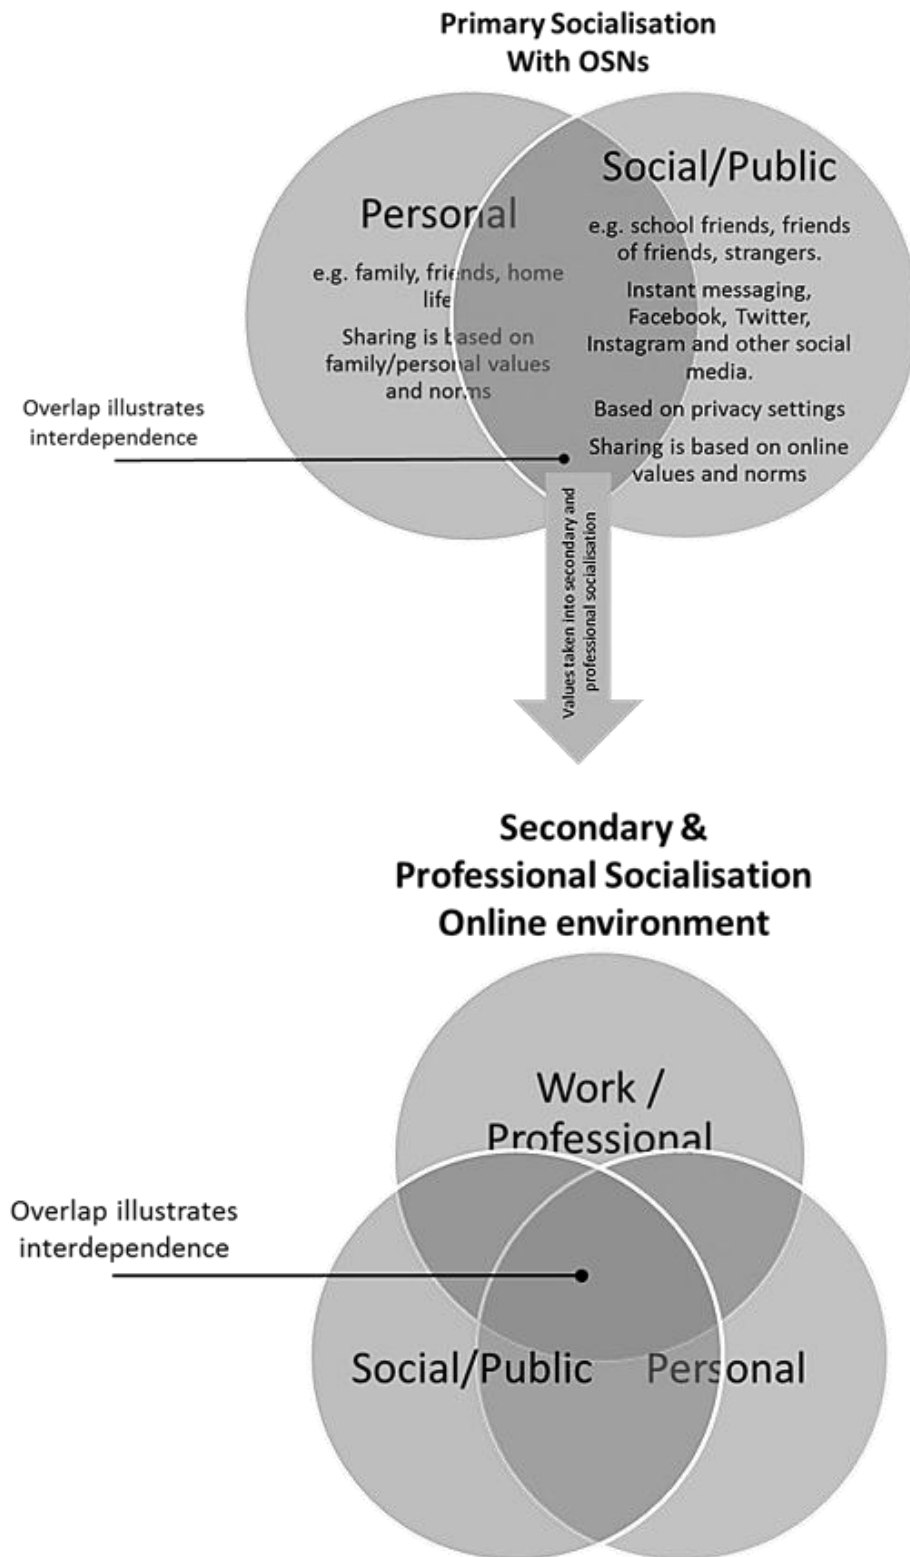 Primary Socialisation
With OSNs
Personal
e.g. family, friends, home
life
Sharing is based on
family/personal values
and norms
Social/Public
e.g. school friends, friends
of friends, strangers.
Instant messaging,
Facebook, Twitter,
Instagram and other social
media.
Based on privacy settings
Sharing is based on online
values and norms
Overlap illustrates
interdependence
Values taken into secondary and
professional socialisation
Secondary &
Professional Socialisation
Online environment
Work /
Professional
Overlap illustrates
interdependence
Social/Public
Personal